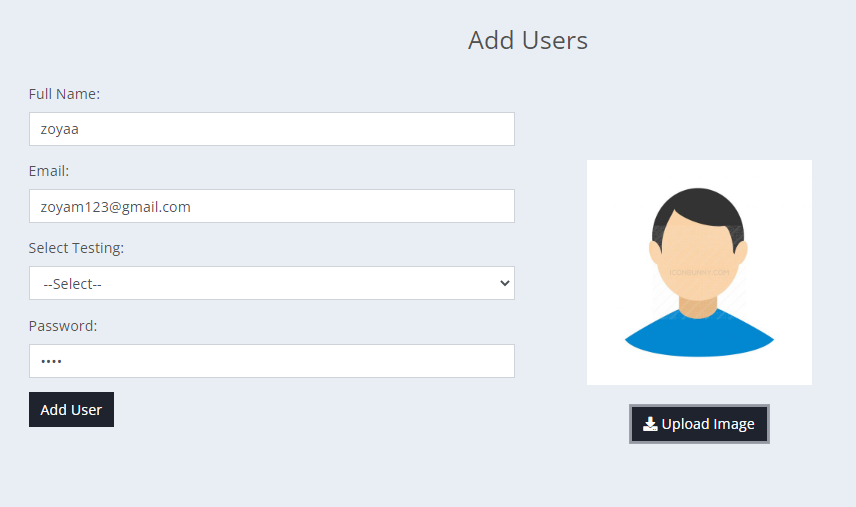 Add Users
Full Name:
zoyaa
Email:
zoyam123@gmail.com
Select Testing:
--Select--
Password:
••••
Add User
Upload Image